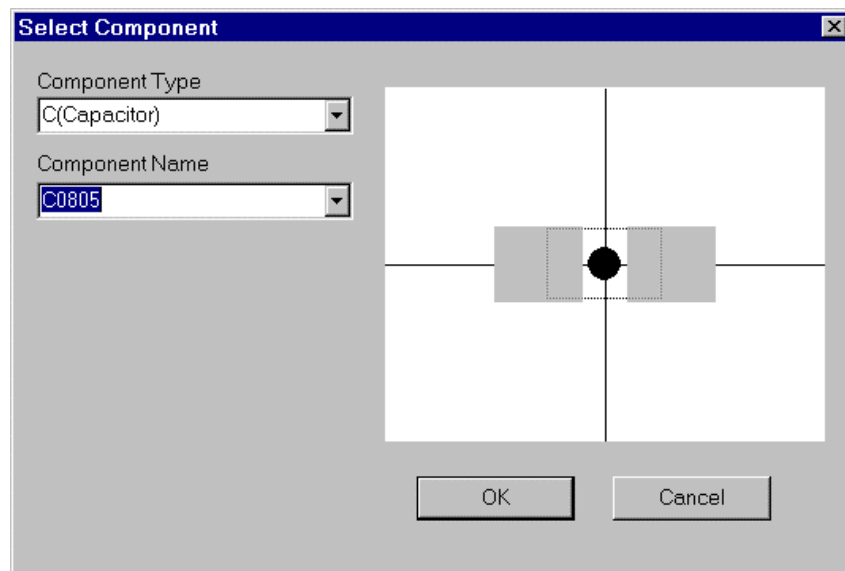 Select Component
Component Type
C(Capacitor)
Component Name
C0805
OK
Cancel